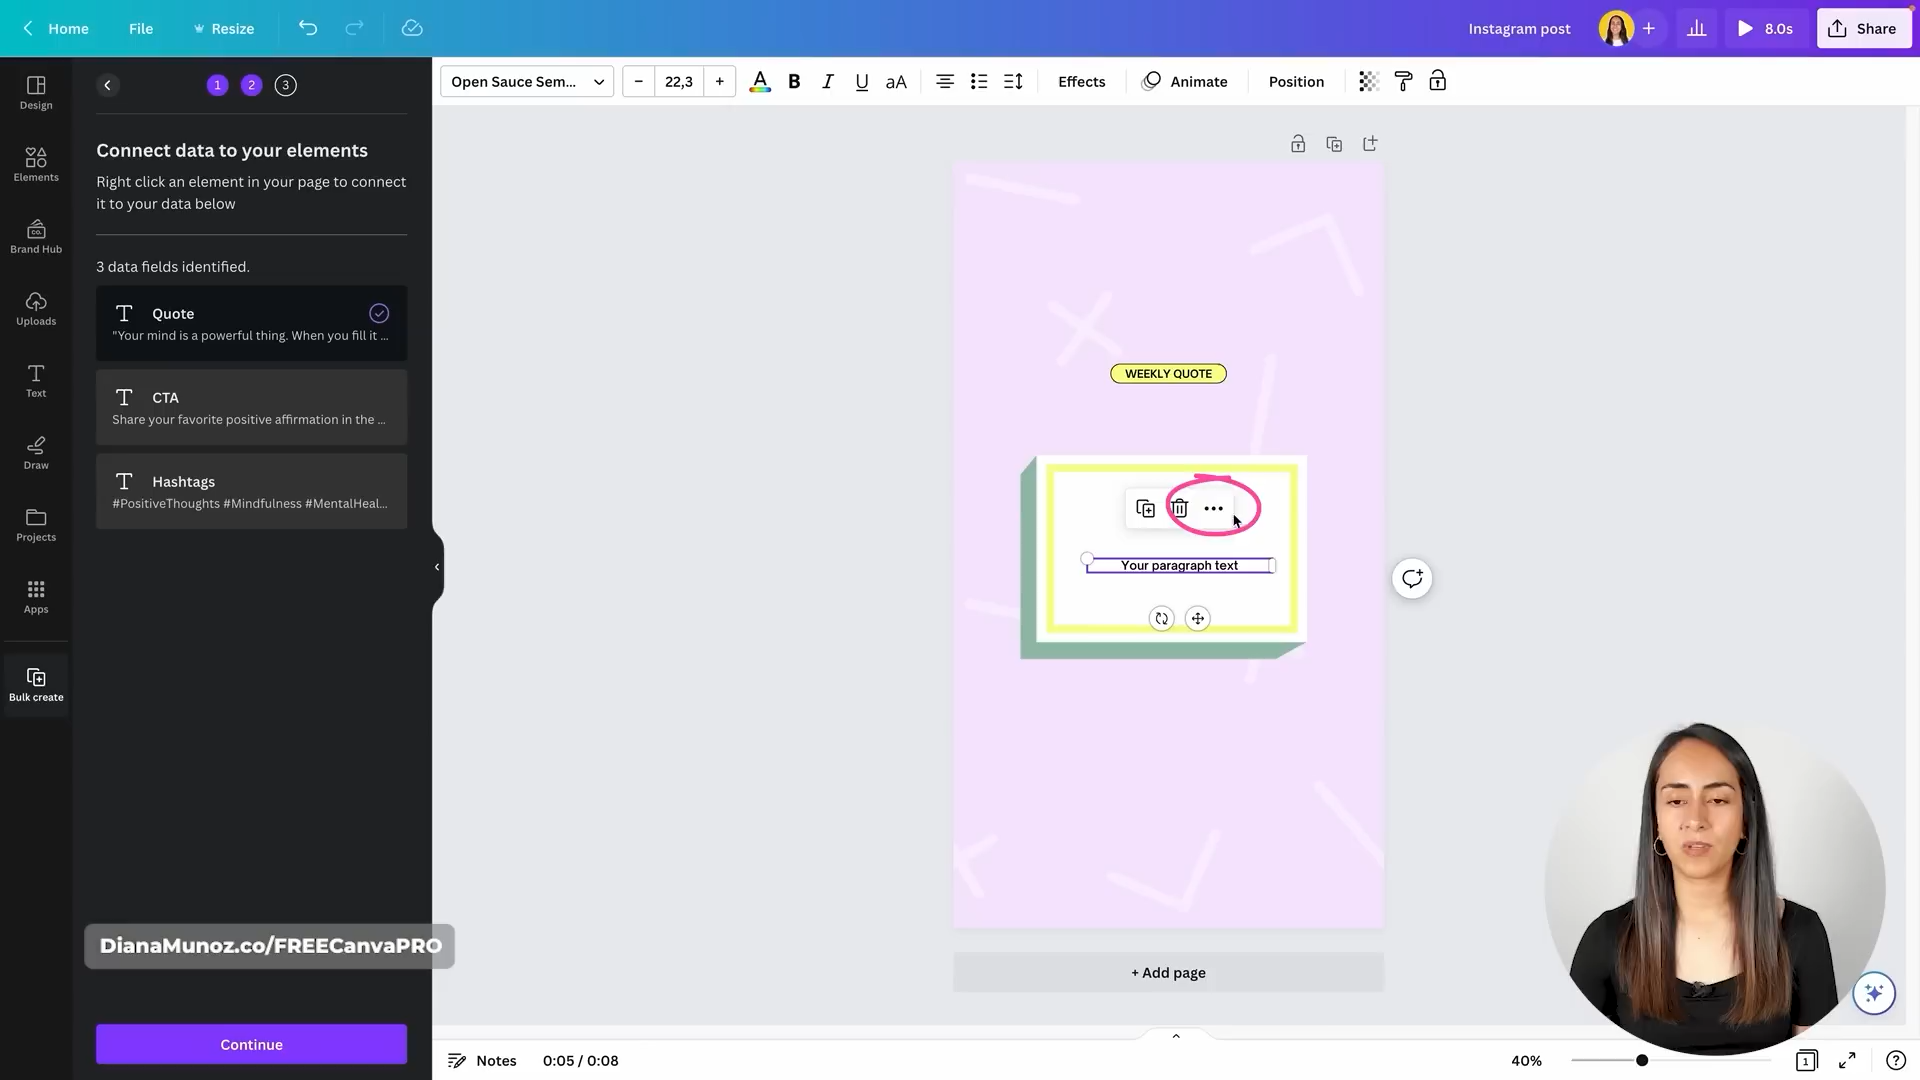 Home
File
Resize
Instagram post
8.0s
Share
Design
Elements
Brand Hub
CO.
Uploads
Text
Draw
Projects
Apps
Bulk create
1
2
3
Connect data to your elements
Right click an element in your page to connect
it to your data below
3 data fields identified.
Quote
"Your mind is a powerful thing. When you fill it ...
CTA
Share your favorite positive affirmation in the ...
Hashtags
#PositiveThoughts #Mindfulness #MentalHeal...
DianaMunoz.co/FREECanvaPRO
Continue
Open Sauce Sem...
22,3
A
B
I
U
aA
Effects
Animate
Position
WEEKLY QUOTE
Your paragraph text
+ Add page
Notes
0:05 / 0:08
40%
1
?